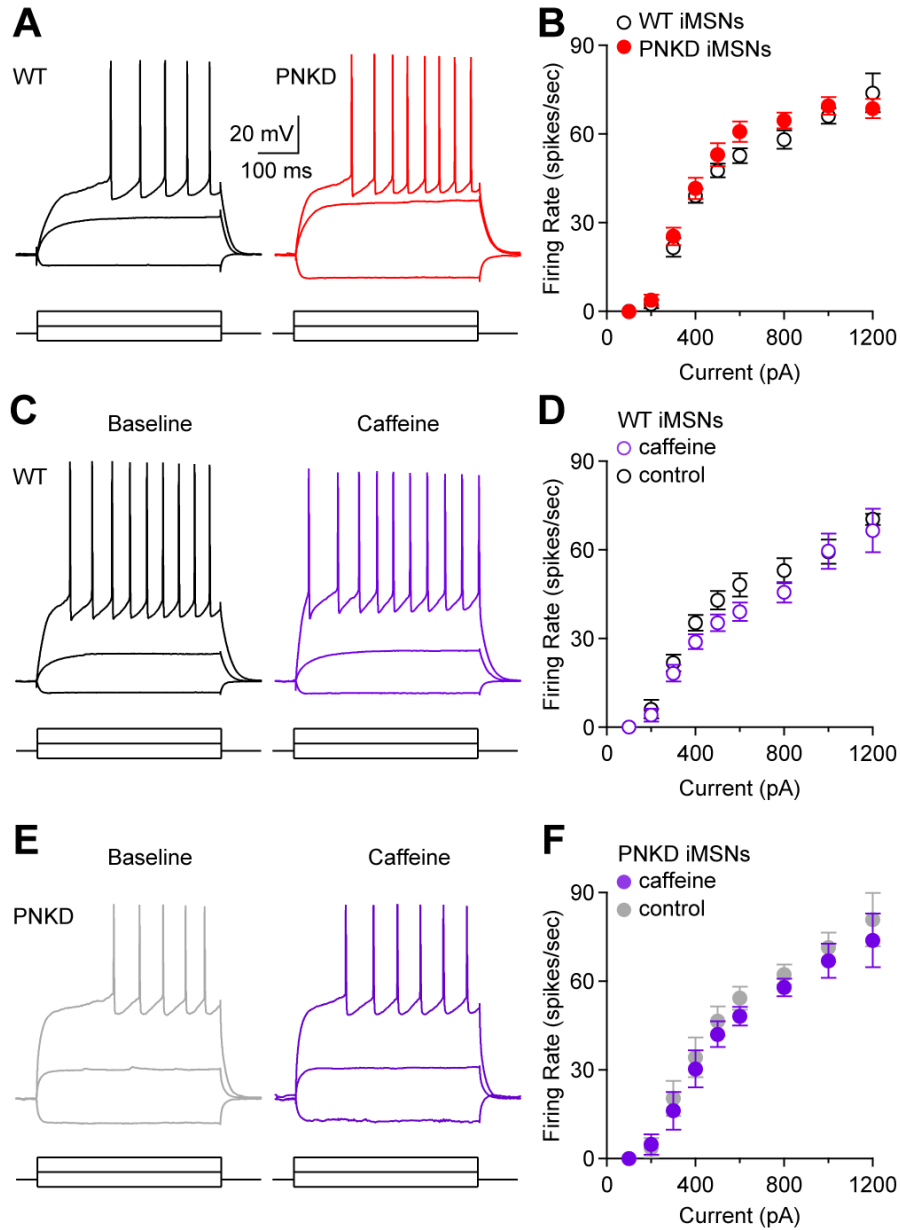 A
WT
PNKD
20 mV
100 ms
B
WT iMSNs
PNKD iMSNs
Firing Rate (spikes/sec)
90
60
30
0
0
400
800
1200
Current (pA)
C
Baseline
Caffeine
WT
D
WT iMSNs
caffeine
control
Firing Rate (spikes/sec)
90
60
30
0
0
400
800
1200
Current (pA)
E
Baseline
Caffeine
PNKD
F
PNKD iMSNs
caffeine
control
Firing Rate (spikes/sec)
90
60
30
0
0
400
800
1200
Current (pA)